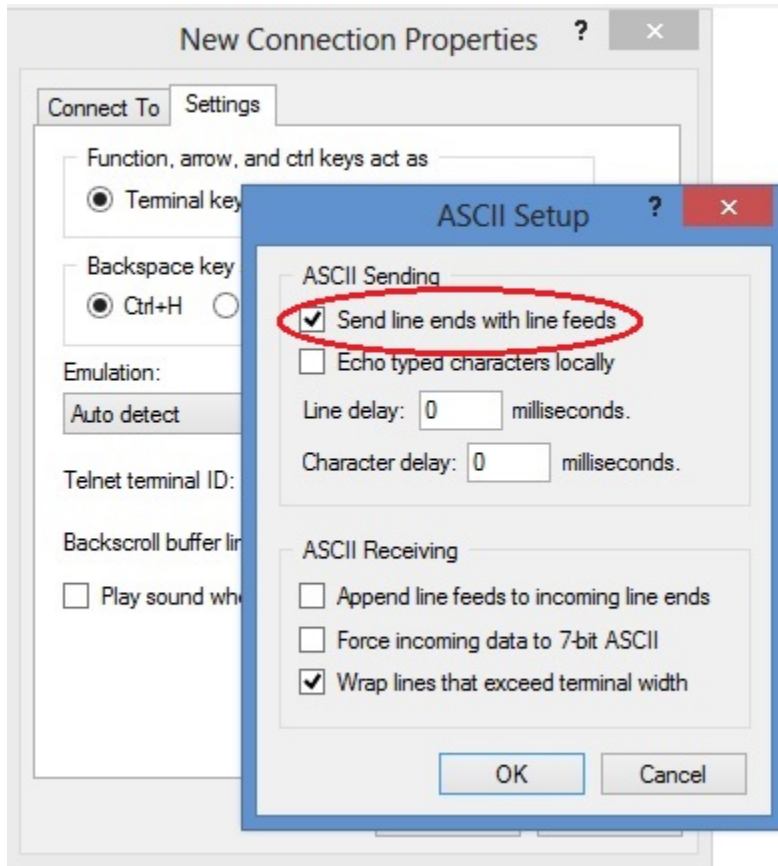 New Connection Properties ?
Connect To Settings
Function, arrow, and ctrl keys act as
Terminal key
Backspace key
Ctrl+H
Emulation:
Auto detect
Telnet terminal ID:
Backscroll buffer
Play sound
ASCII Setup ?
ASCII Sending
Send line ends with line feeds
Echo typed characters locally
Line delay: 0 milliseconds.
Character delay: 0 milliseconds.
ASCII Receiving
Append line feeds to incoming line ends
Force incoming data to 7-bit ASCII
Wrap lines that exceed terminal width
OK Cancel